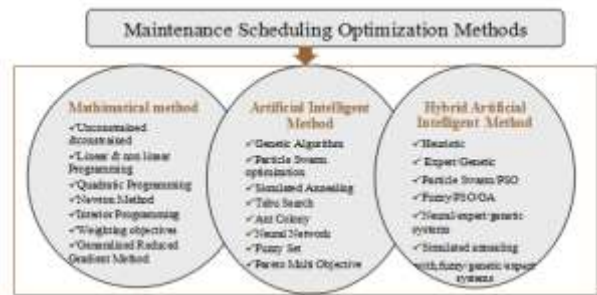 Maintenance Scheduling Optimization Methods
Mathimatical method
✓Unconstrained
&constrained
✓Linear & non linear
Programming
✓Quadratic Programming
✓Newton Method
✓Interior Programming
✓Weighting objectives
✓Generalized Reduced
Gradient Method
Artificial Intelligent
Method
✓Genetic Algorithm
✓Particle Swarm
optimization
✓Simulated Annealing
✓Tabu Search
✓Ant Colony
✓Neural Network
✓Fuzzy Set
✓Pareto Multi Objective
Hybrid Artificial
Intelligent Method
✓Heuristic
✓ Expert/Genetic
✓Particle Swarm/PSO
✓Fuzzy/PSO/GA
✓Neural/expert/genetic
systems
✓Simulated annealing
with fuzzy/genetic/expert
systems